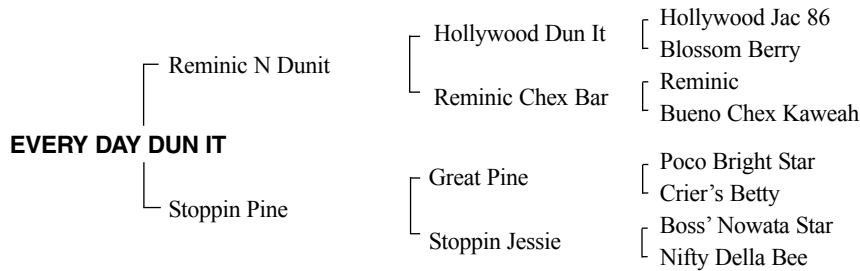 Hollywood Jac 86
Hollywood Dun It
Blossom Berry
Reminic N Dunit
Reminic
Reminic Chex Bar
Bueno Chex Kaweah
EVERY DAY DUN IT
Poco Bright Star
Great Pine
Crier's Betty
Stoppin Pine
Boss' Nowata Star
Stoppin Jessie
Nifty Della Bee